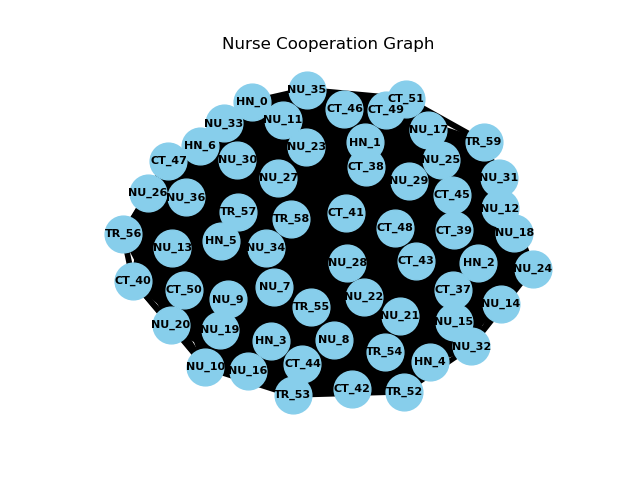 Nurse Cooperation Graph
NU_35
CT_51
HN_0
CT_46
CT_49
NU_11
NU_33
NU_17
HN_1
TR_59
HN_6
NU_23
CT_47
NU_30
NU_25
CT_38
NU_27
NU_29
NU_31
NU_26
NU_36
CT_45
NU_12
TR_57
CT_41
TR_58
CT_48
CT_39
NU_18
TR_56
HN_5
NU_13
NU_34
NU_28
CT_43
HN_2
NU_24
CT_40
CT_50
NU_7
CT_37
NU_9
NU_22
NU_14
TR_55
NU_21
NU_15
NU_20
NU_19
HN_3
NU_8
NU_32
TR_54
HN_4
CT_44
NU_10
NU_16
CT_42
TR_52
TR_53